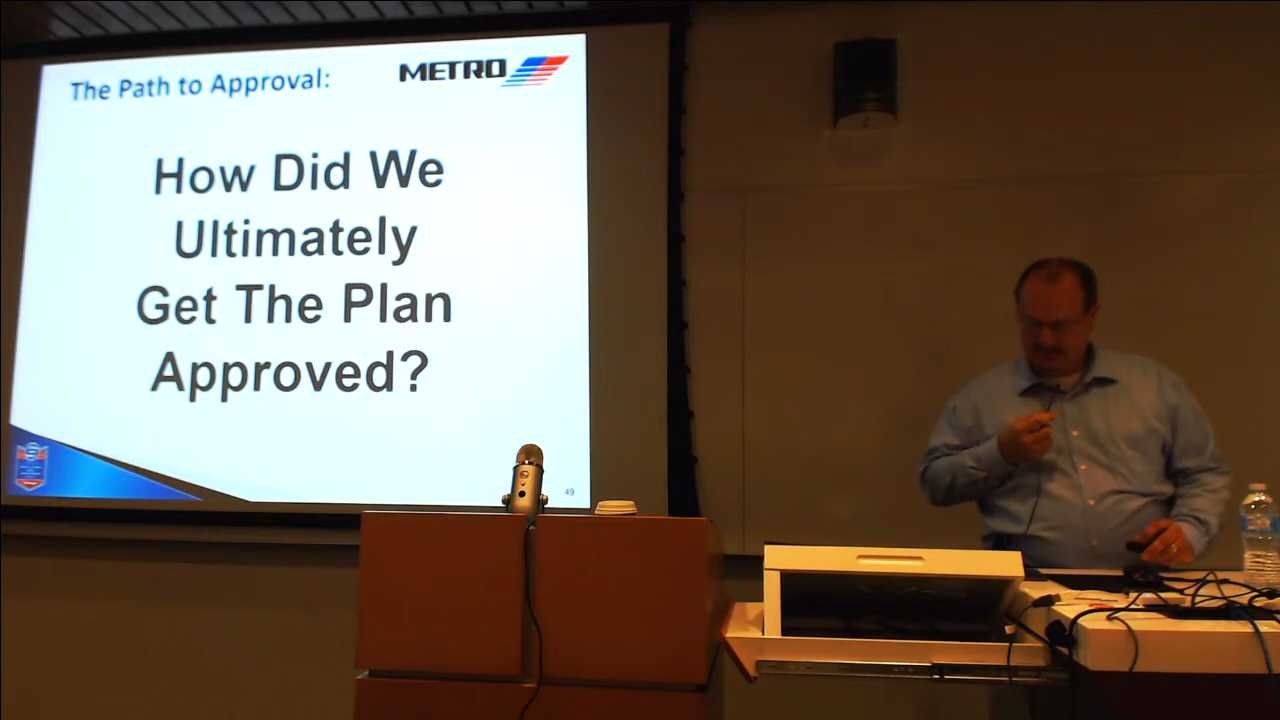 The Path to Approval:
METRO
How Did We
Ultimately
Get The Plan
Approved?
49